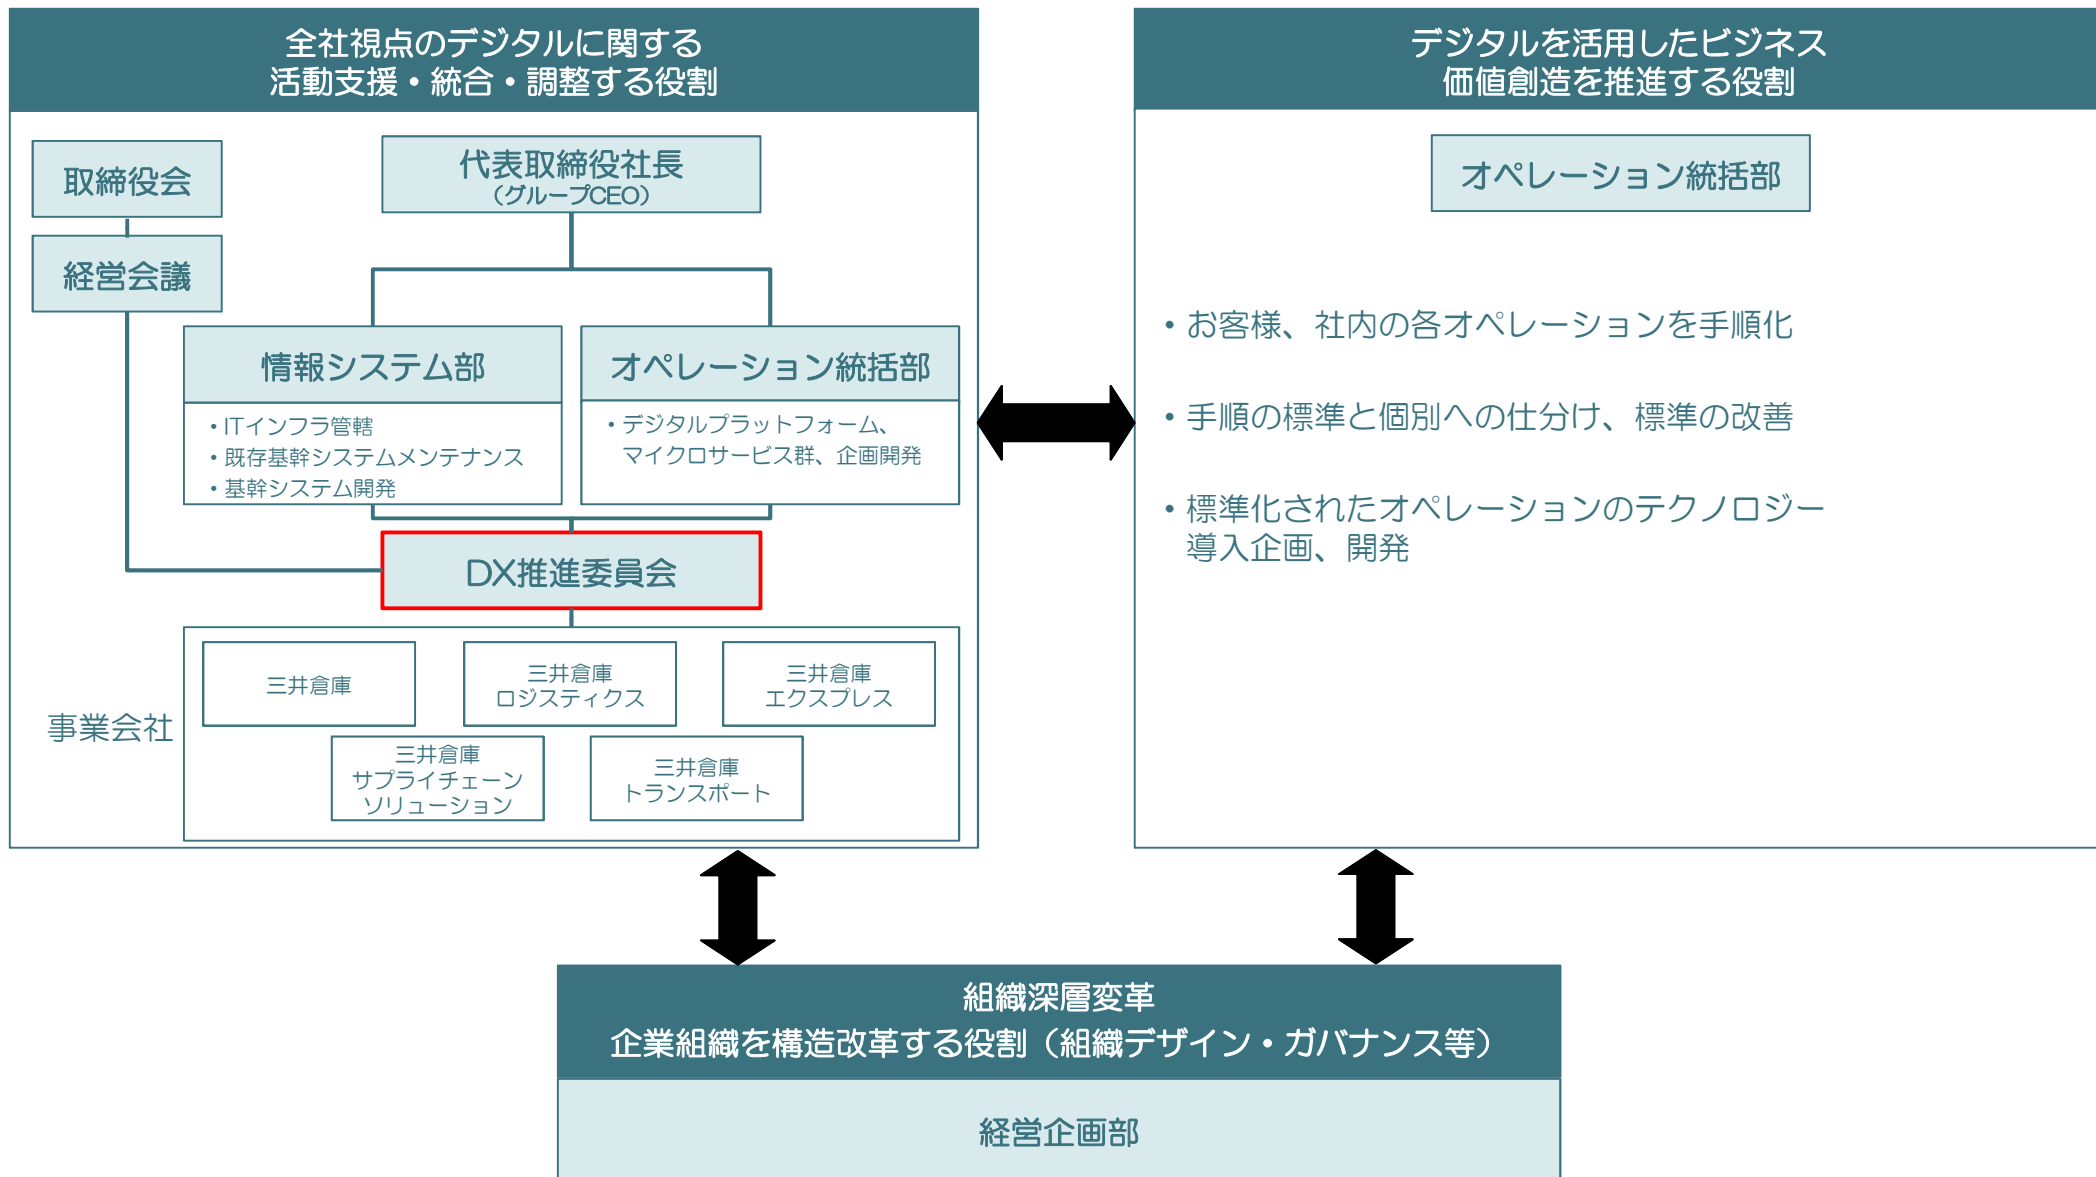 全社視点のデジタルに関する
活動支援・統合・調整する役割
取締役会
経営会議
代表取締役社長
（グループCEO）
情報システム部
・ITインフラ管轄
・既存基幹システムメンテナンス
・基幹システム開発
オペレーション統括部
・デジタルプラットフォーム、
マイクロサービス群、企画開発
DX推進委員会
事業会社
三井倉庫
三井倉庫
ロジスティクス
三井倉庫
エクスプレス
三井倉庫
サプライチェーン
ソリューション
三井倉庫
トランスポート
デジタルを活用したビジネス
価値創造を推進する役割
オペレーション統括部
・お客様、社内の各オペレーションを手順化
・手順の標準と個別への仕分け、標準の改善
・標準化されたオペレーションのテクノロジー
導入企画、開発
組織深層変革
企業組織を構造改革する役割（組織デザイン・ガバナンス等）
経営企画部